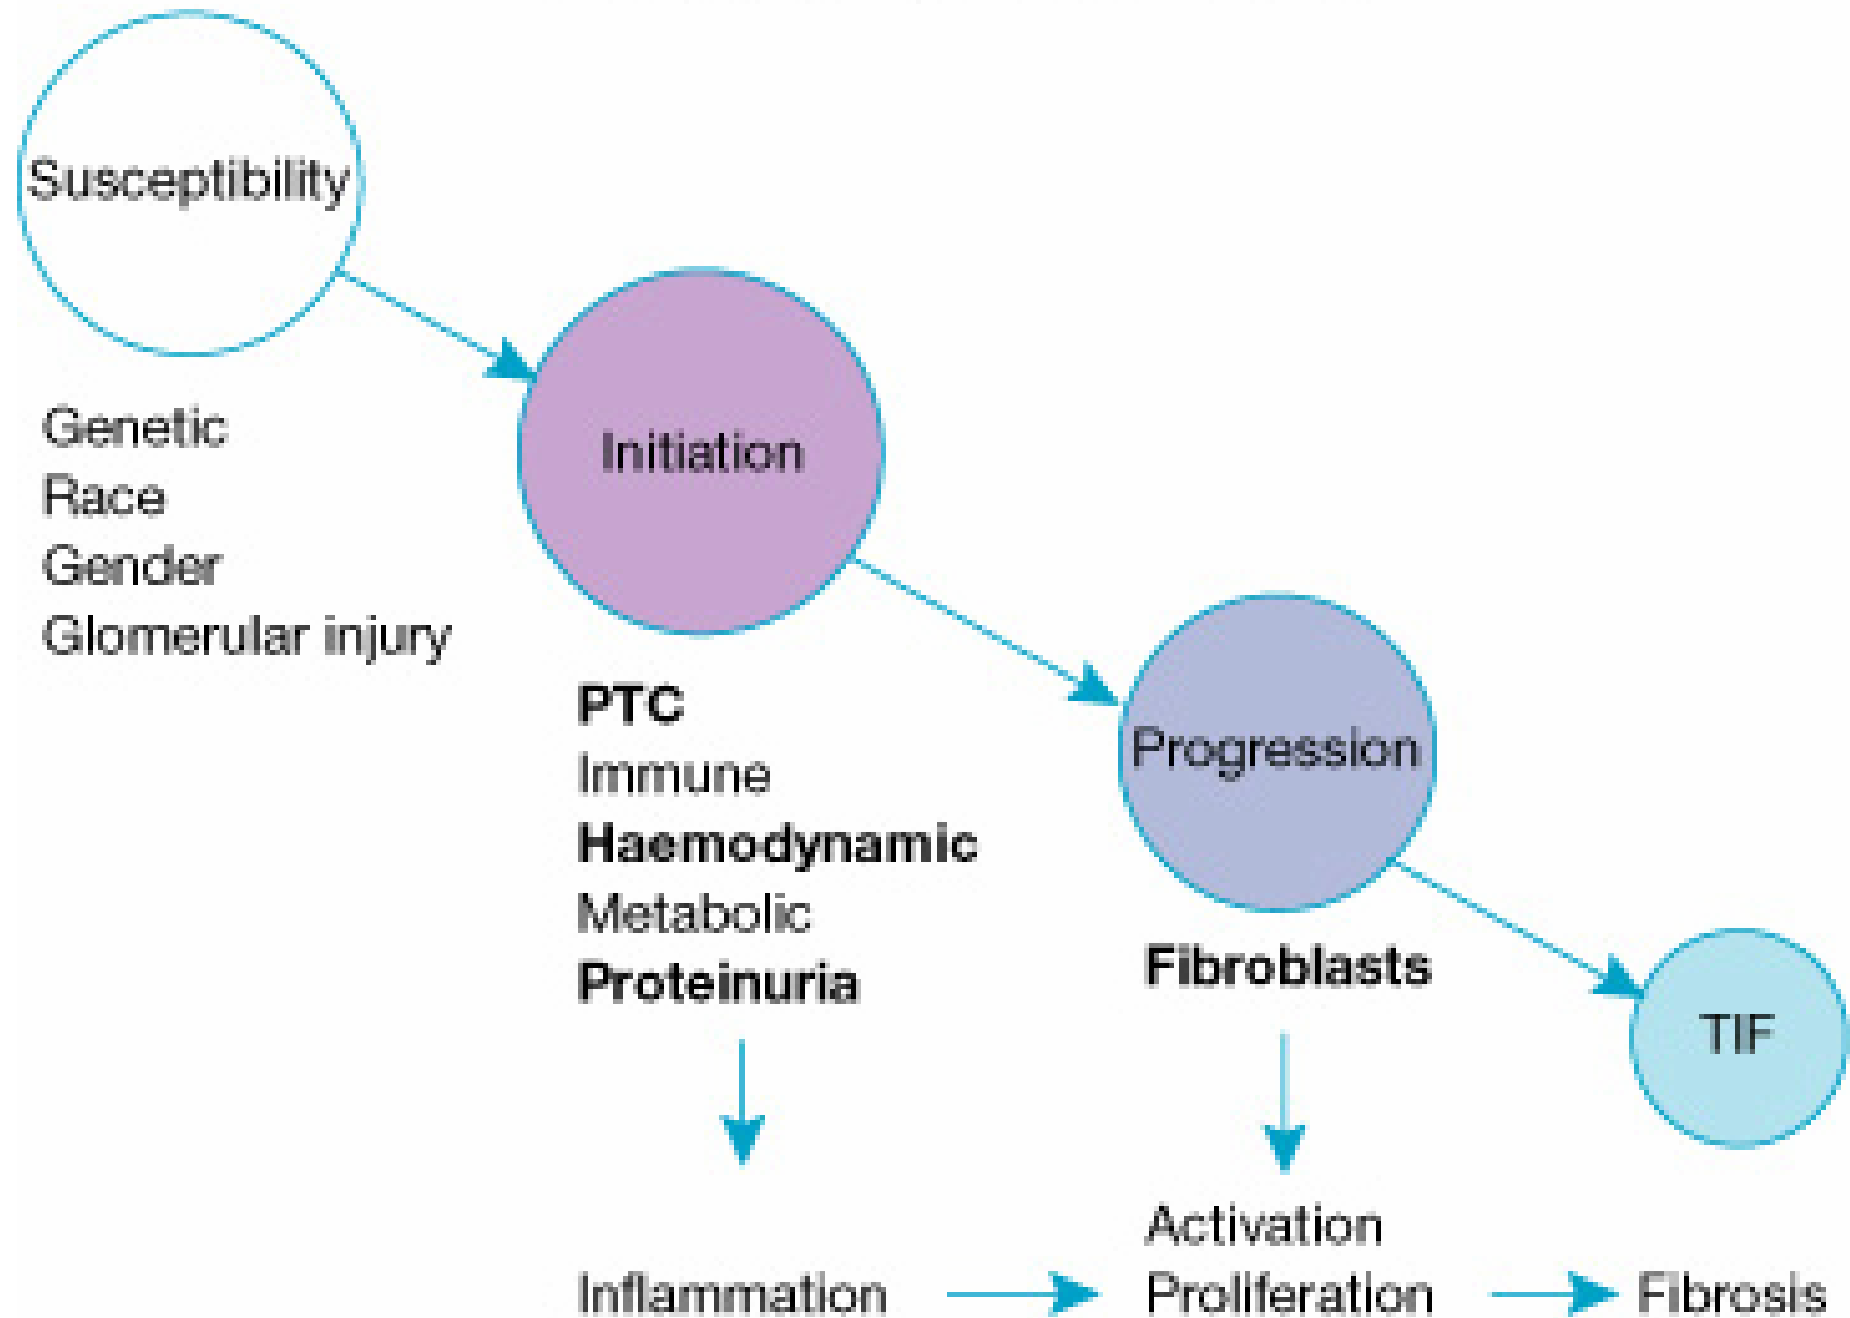 Susceptibility
Genetic
Race
Gender
Glomerular injury
Initiation
PTC
Immune
Haemodynamic
Metabolic
Proteinuria
Inflammation
Progression
Fibroblasts
Activation
Proliferation
TIF
Fibrosis